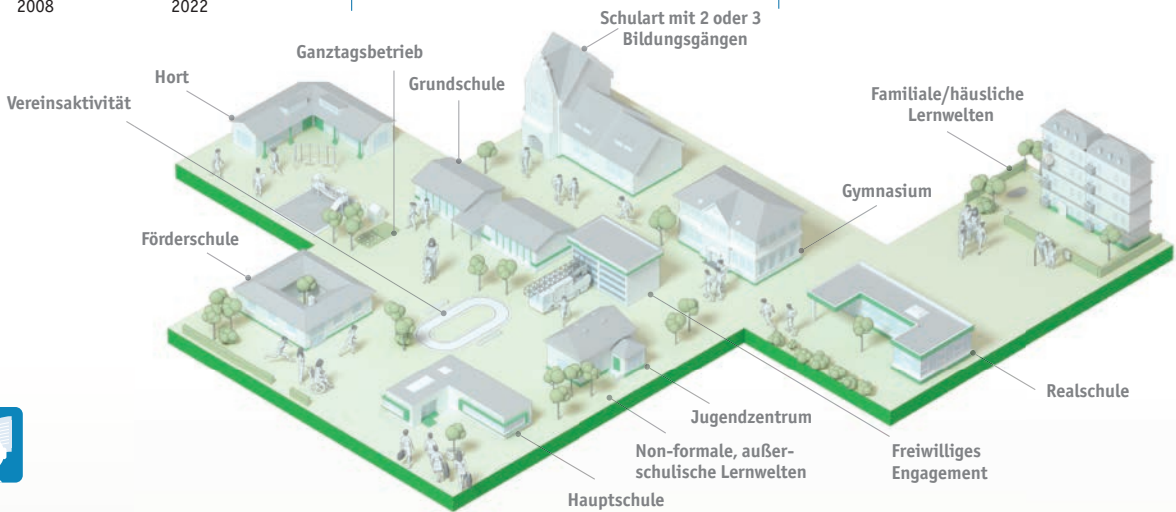 2008
2022
Schulart mit 2 oder 3
Bildungsgängen
Ganztagsbetrieb
Hort
Grundschule
Vereinsaktivität
Familiale/häusliche
Lernwelten
Gymnasium
Förderschule
Realschule
Jugendzentrum
Non-formale, außer-
schulische Lernwelten
Freiwilliges
Engagement
Hauptschule